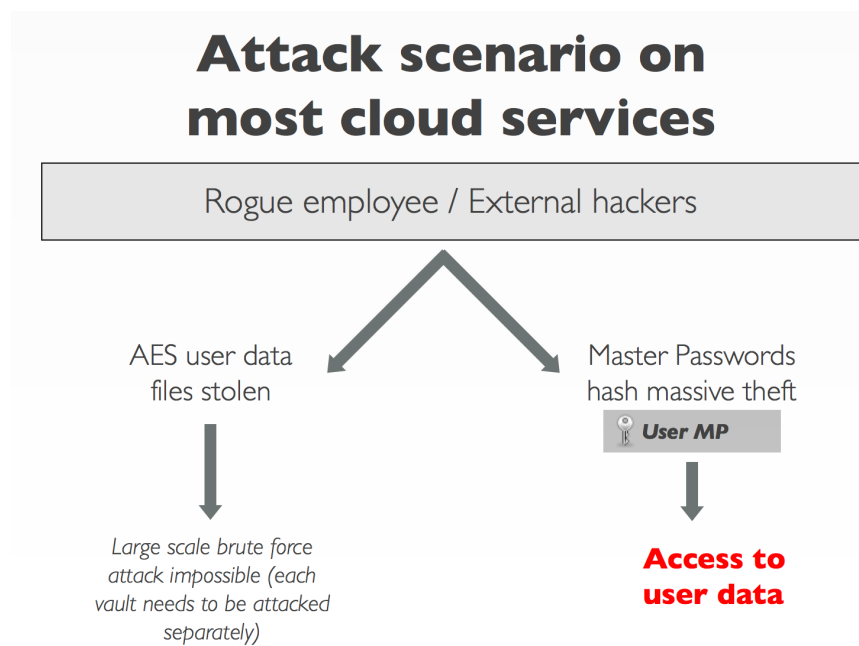 Attack scenario on
most cloud services
Rogue employee / External hackers
AES user data
files stolen
Master Passwords
hash massive theft
User MP
Large scale brute force
attack impossible (each
vault needs to be attacked
separately)
Access to
user data